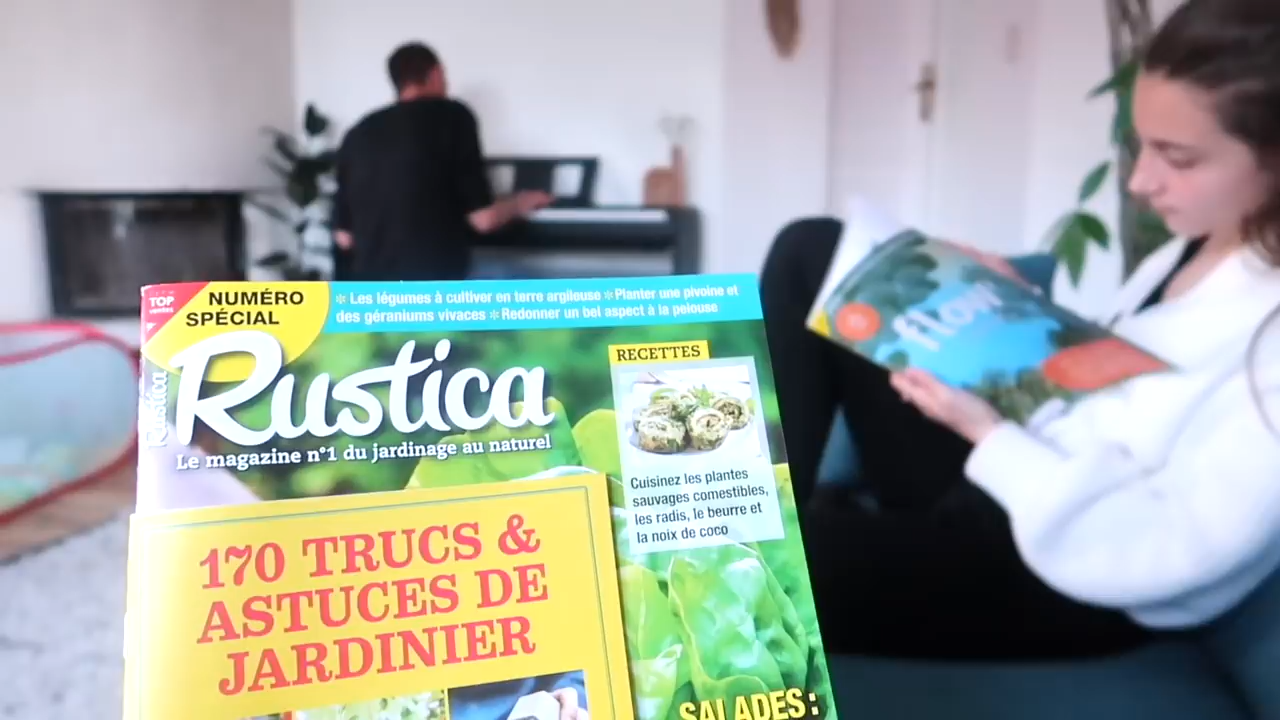 TOP
ventes
NUMÉRO
SPÉCIAL
✻ Les légumes à cultiver en terre argileuse ✻ Planter une pivoine et
des géraniums vivaces ✻ Redonner un bel aspect à la pelouse
Rustica
Rustica
Le magazine n°1 du jardinage au naturel
RECETTES
Cuisinez les plantes
sauvages comestibles,
les radis, le beurre et
la noix de coco
170 TRUCS &
ASTUCES DE
JARDINIER
SALADES :
flow